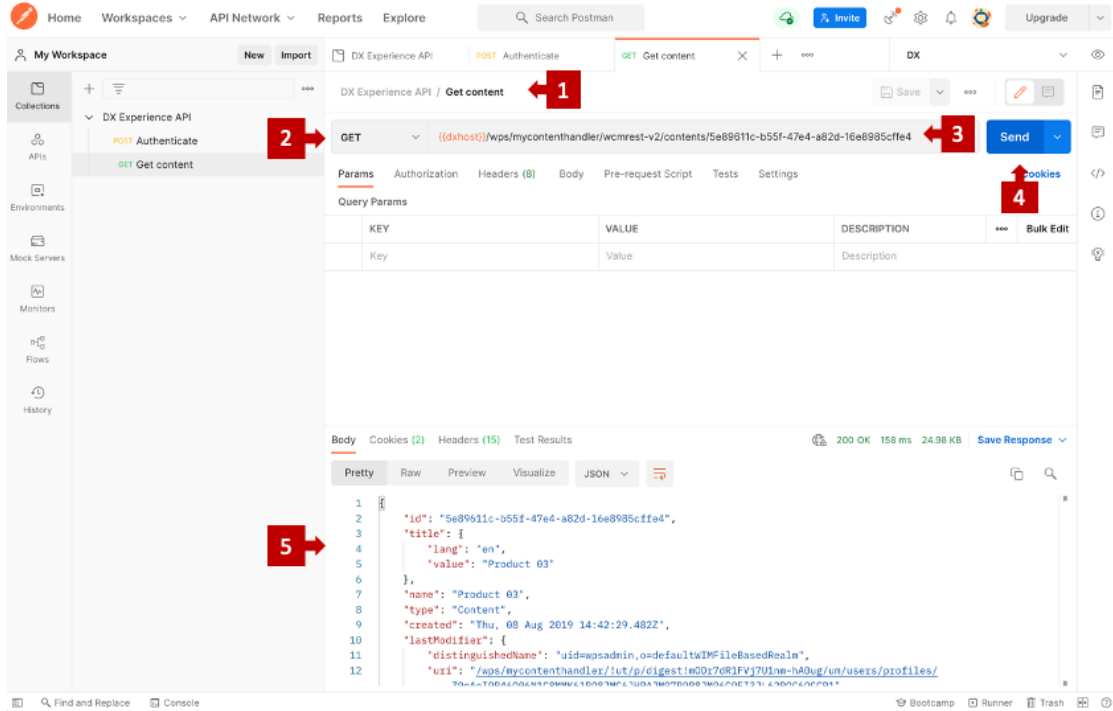 Home Workspaces API Network Reports Explore Search Postman Invite Upgrade
My Workspace New Import DX Experience API POST Authenticate GET Get content DX
Collections
APIs
Environments
Mock Servers
Monitors
Flows
History
DX Experience API
POST Authenticate
GET Get content
DX Experience API / Get content 1 Save
2 GET {{dxhost}}/wps/mycontenthandler/wcmrest-v2/contents/5e89611c-b55f-47e4-a82d-16e8985cffe4 3 Send
Params Authorization Headers (8) Body Pre-request Script Tests Settings
4
Query Params
KEY VALUE DESCRIPTION Bulk Edit
Key Value Description
Body Cookies (2) Headers (15) Test Results 200 OK 158 ms 24.98 KB Save Response
Pretty Raw Preview Visualize JSON
5
1 {
2 "id": "5e89611c-b55f-47e4-a82d-16e8985cffe4",
3 "title": {
4 "lang": "en",
5 "value": "Product 03"
6 },
7 "name": "Product 03",
8 "type": "Content",
9 "created": "Thu, 08 Aug 2019 14:42:29.482Z",
10 "lastModifier": {
11 "distinguishedName": "uid=wpsadmin,o=defaultWIMFileBasedRealm",
12 "uri": "/wps/mycontenthandler/!ut/p/digest!mODr7dR1FVj7U1nm-hA0ug/um/users/profiles/
Find and Replace Console Bootcamp Runner Trash